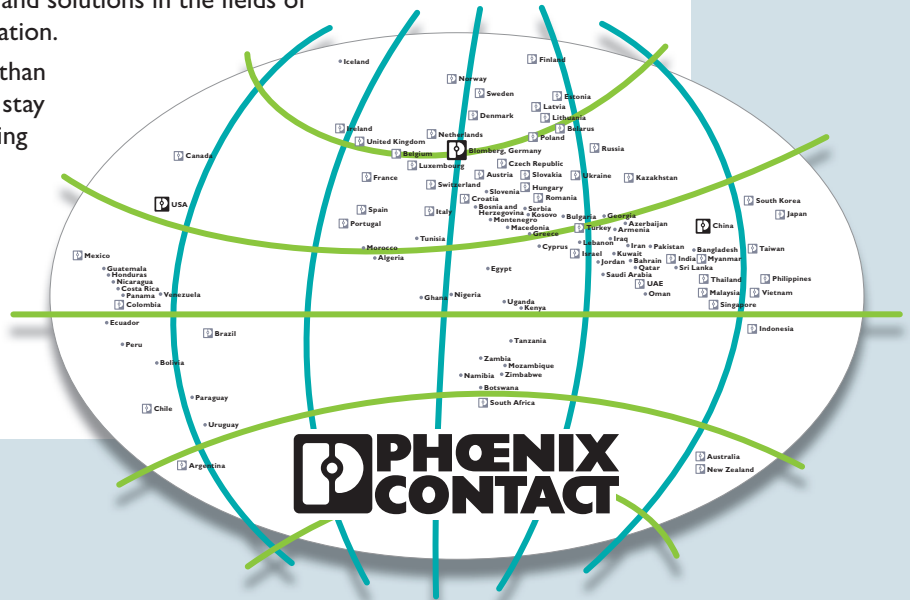 and solutions in the fields of
ation.
than
stay
ing
Iceland
Finland
Norway
Sweden
Estonia
Latvia
Lithuania
Denmark
Belarus
Ireland
Netherlands
United Kingdom
Poland
Belgium
Blomberg, Germany
Russia
Canada
Luxembourg
Czech Republic
France
Austria
Slovakia
Ukraine
Kazakhstan
Switzerland
Hungary
Slovenia
Croatia
Romania
USA
South Korea
Spain
Italy
Bosnia and
Herzegovina
Serbia
Kosovo
Bulgaria
Georgia
Japan
Montenegro
Azerbaijan
Portugal
Macedonia
Turkey
Armenia
China
Greece
Tunisia
Iraq
Lebanon
Morocco
Cyprus
Iran
Pakistan
Bangladesh
Taiwan
Mexico
Algeria
Israel
Kuwait
India
Myanmar
Jordan
Bahrain
Guatemala
Egypt
Qatar
Sri Lanka
Honduras
Saudi Arabia
Nicaragua
Thailand
Philippines
UAE
Costa Rica
Panama
Venezuela
Ghana
Nigeria
Oman
Malaysia
Vietnam
Colombia
Uganda
Kenya
Singapore
Ecuador
Indonesia
Brazil
Peru
Tanzania
Bolivia
Zambia
Mozambique
Namibia
Zimbabwe
Botswana
Paraguay
South Africa
Chile
Uruguay
Argentina
Australia
New Zealand
PHŒNIX
CONTACT